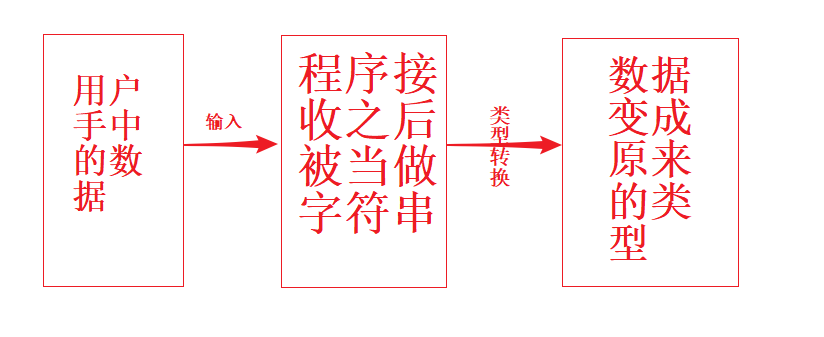 用户
手中
的数
据
输入
程序接
收之后
被当做
字符串
类
型
转
换
数据
变成
原来
的类
型